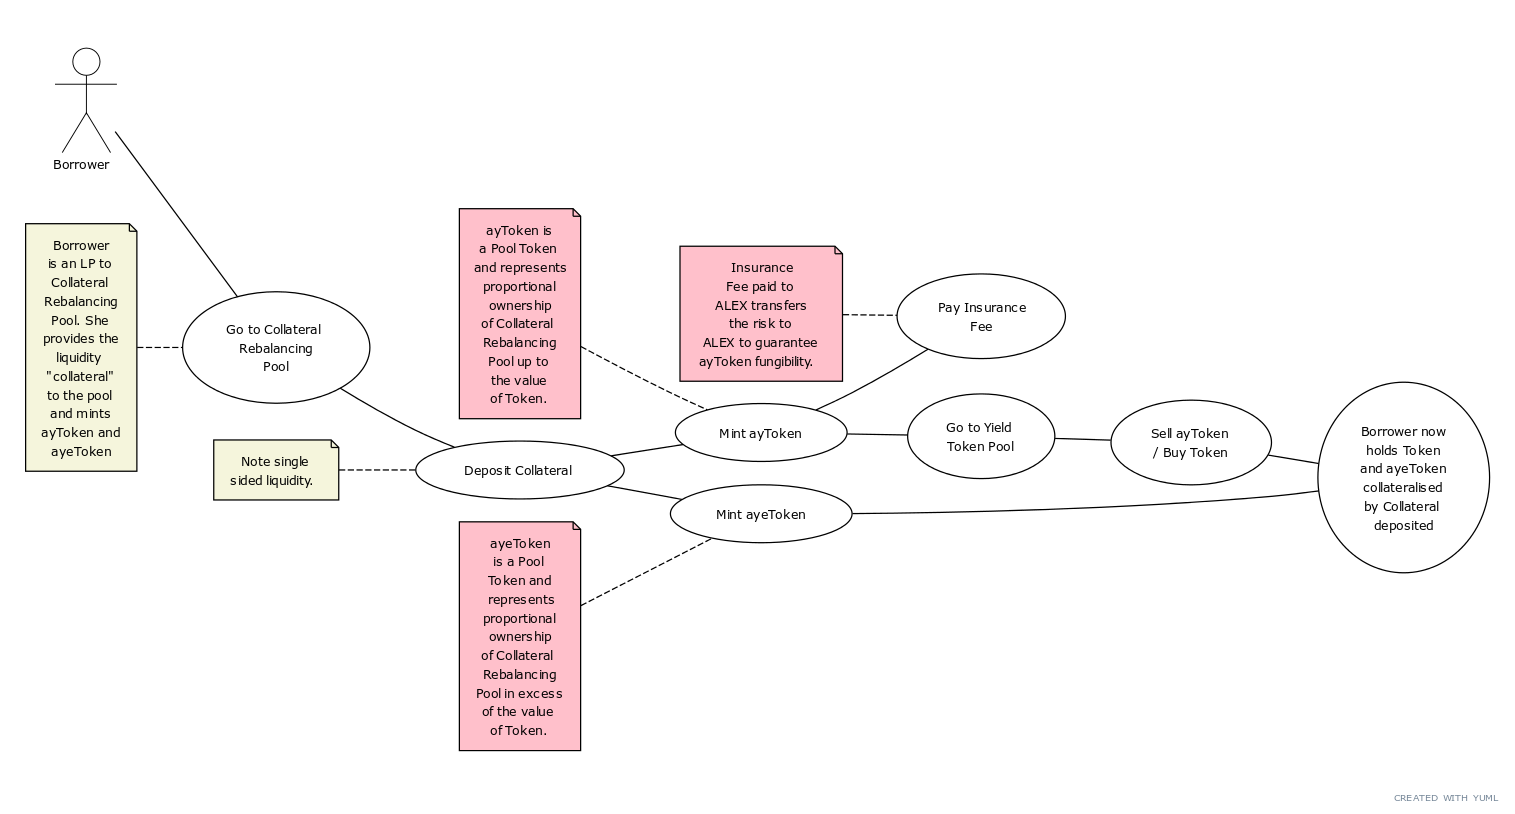 Borrower
Borrower
is an LP to
Collateral
Rebalancing
Pool. She
provides the
liquidity
"collateral"
to the pool
and mints
ayToken and
ayeToken
Go to Collateral
Rebalancing
Pool
Note single
sided liquidity.
Deposit Collateral
ayToken is
a Pool Token
and represents
proportional
ownership
of Collateral
Rebalancing
Pool up to
the value
of Token.
ayeToken
is a Pool
Token and
represents
proportional
ownership
of Collateral
Rebalancing
Pool in excess
of the value
of Token.
Insurance
Fee paid to
ALEX transfers
the risk to
ALEX to guarantee
ayToken fungibility.
Mint ayToken
Mint ayeToken
Pay Insurance
Fee
Go to Yield
Token Pool
Sell ayToken
/ Buy Token
Borrower now
holds Token
and ayeToken
collateralised
by Collateral
deposited
CREATED WITH YUML